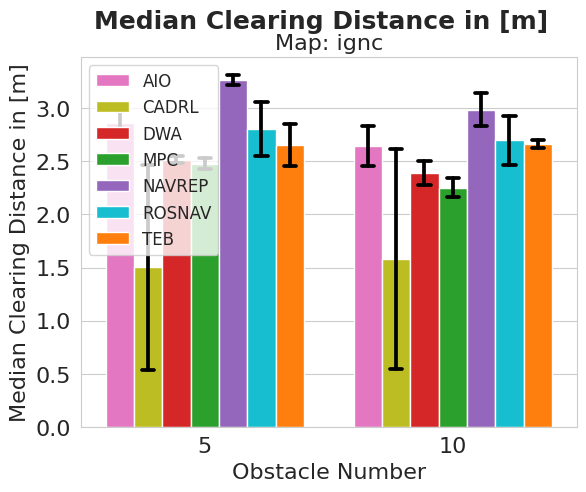 Median Clearing Distance in [m]
Map: ignc
Median Clearing Distance in [m]
3.0
2.5
2.0
1.5
1.0
0.5
0.0
AIO
CADRL
DWA
MPC
NAVREP
ROSNAV
TEB
5
10
Obstacle Number